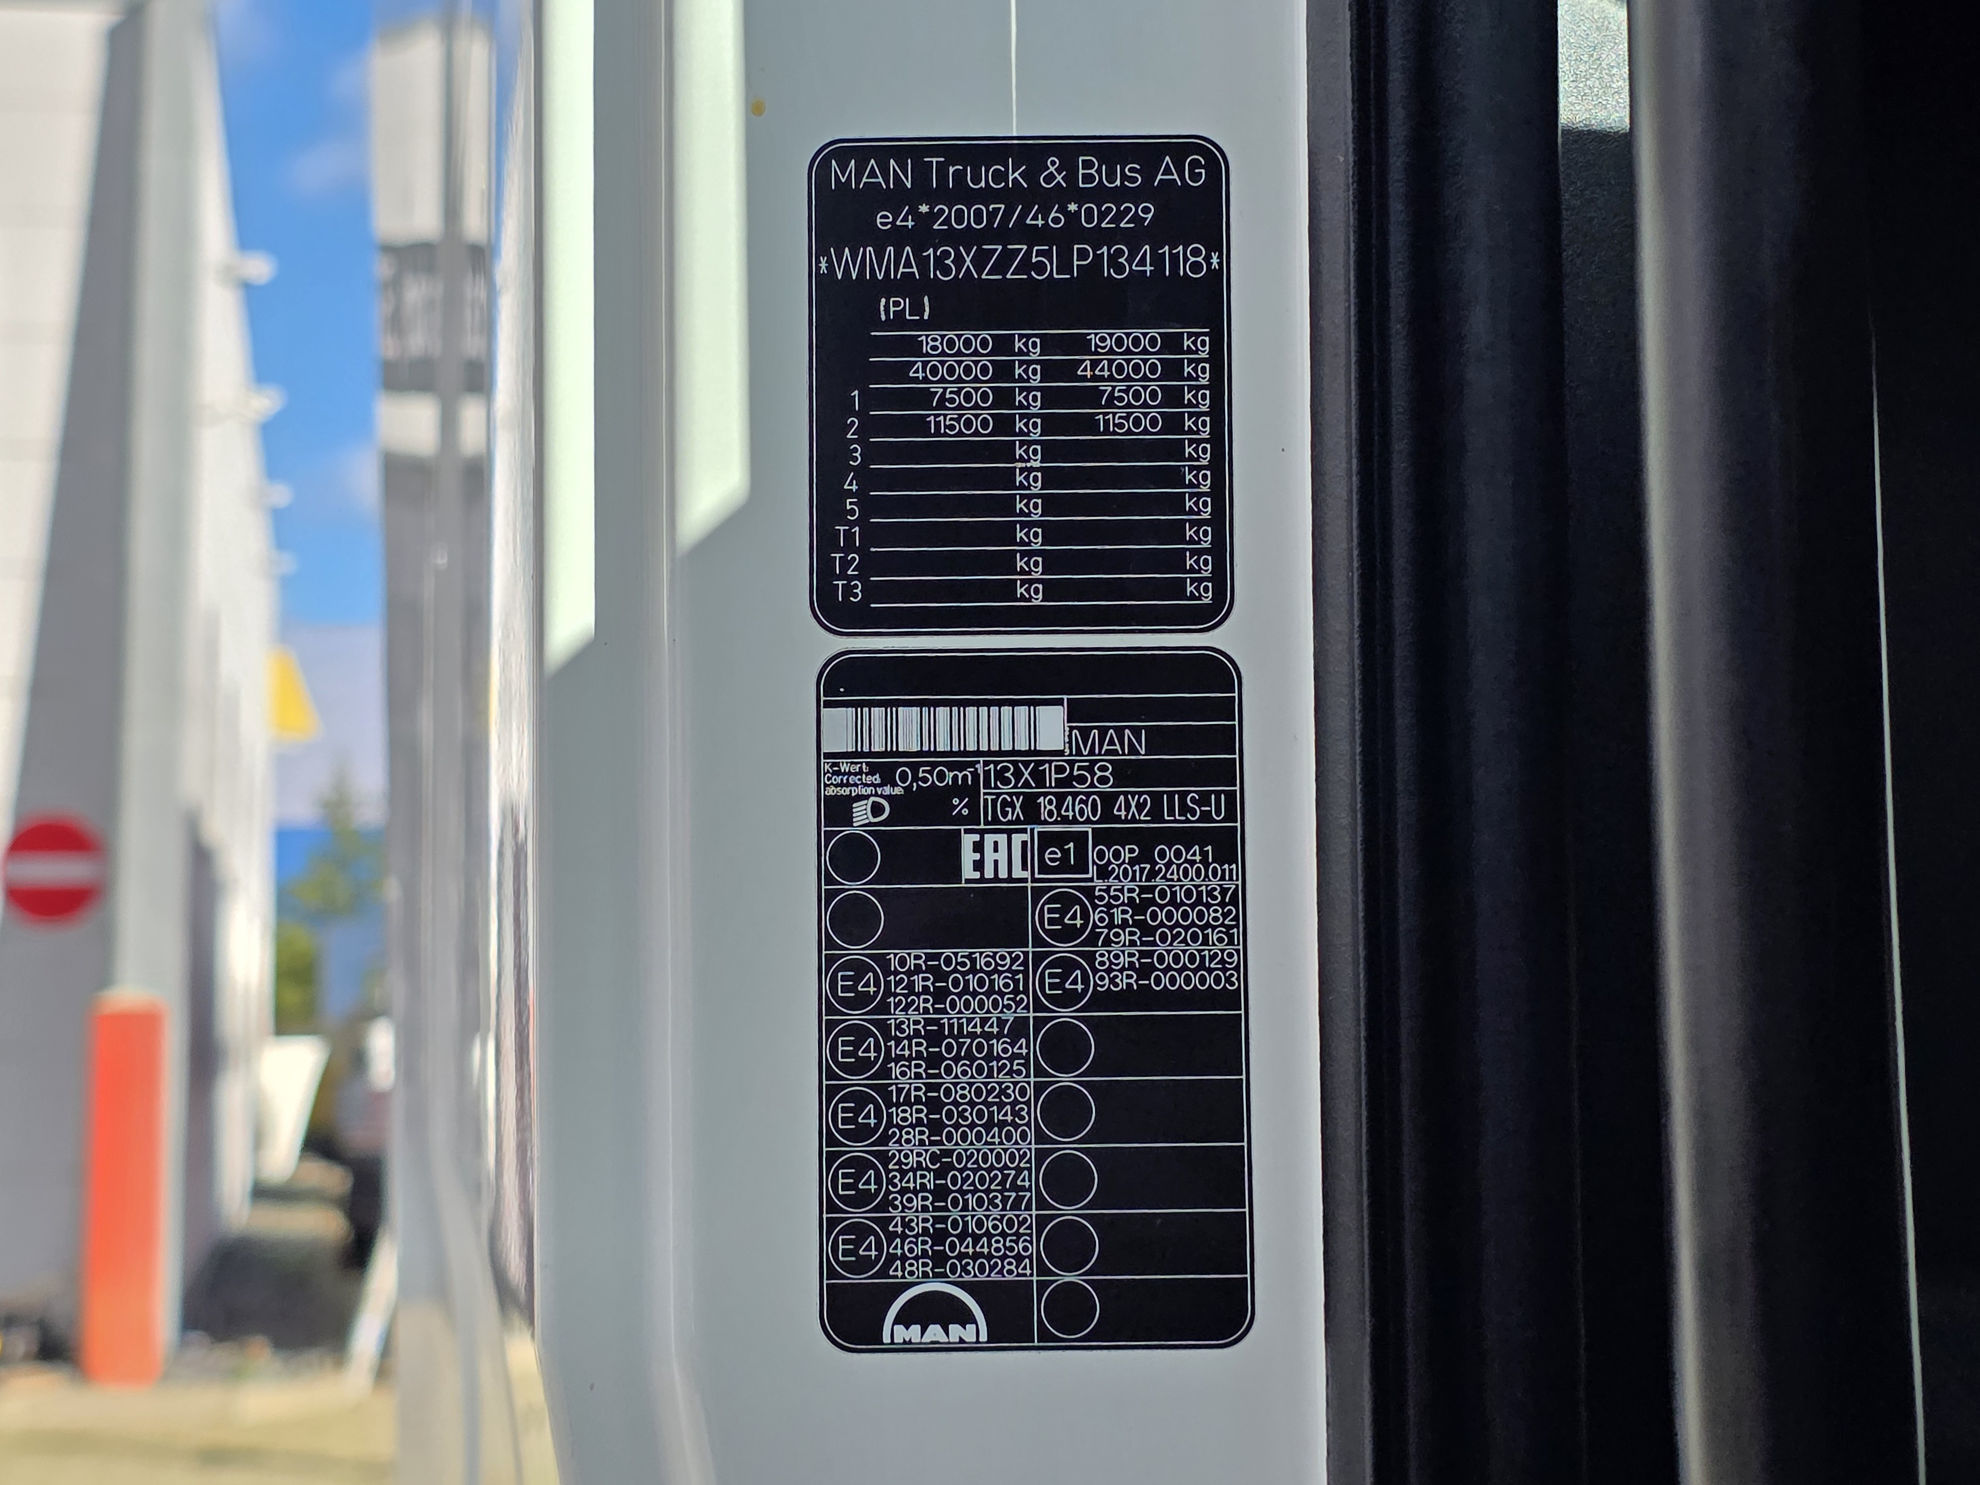 MAN Truck & Bus AG
e4*2007/46*0229
*WMA13XZZ5LP134118*
(PL)
18000 kg 19000 kg
40000 kg 44000 kg
1 7500 kg 7500 kg
2 11500 kg 11500 kg
3 kg kg
4 kg kg
5 kg kg
T1 kg kg
T2 kg kg
T3 kg kg
MAN
K-Wert:
Corrected
absorption value:
0,50m⁻¹
13X1P58
%
TGX 18.460 4X2 LLS-U
EAC
e1
00P 0041
L.2017.2400.011
E4
55R-010137
61R-000082
79R-020161
E4
10R-051692
121R-010161
122R-000052
E4
89R-000129
93R-000003
E4
13R-111447
14R-070164
16R-060125
E4
17R-080230
18R-030143
28R-000400
E4
29RC-020002
34RI-020274
39R-010377
E4
43R-010602
46R-044856
48R-030284
MAN